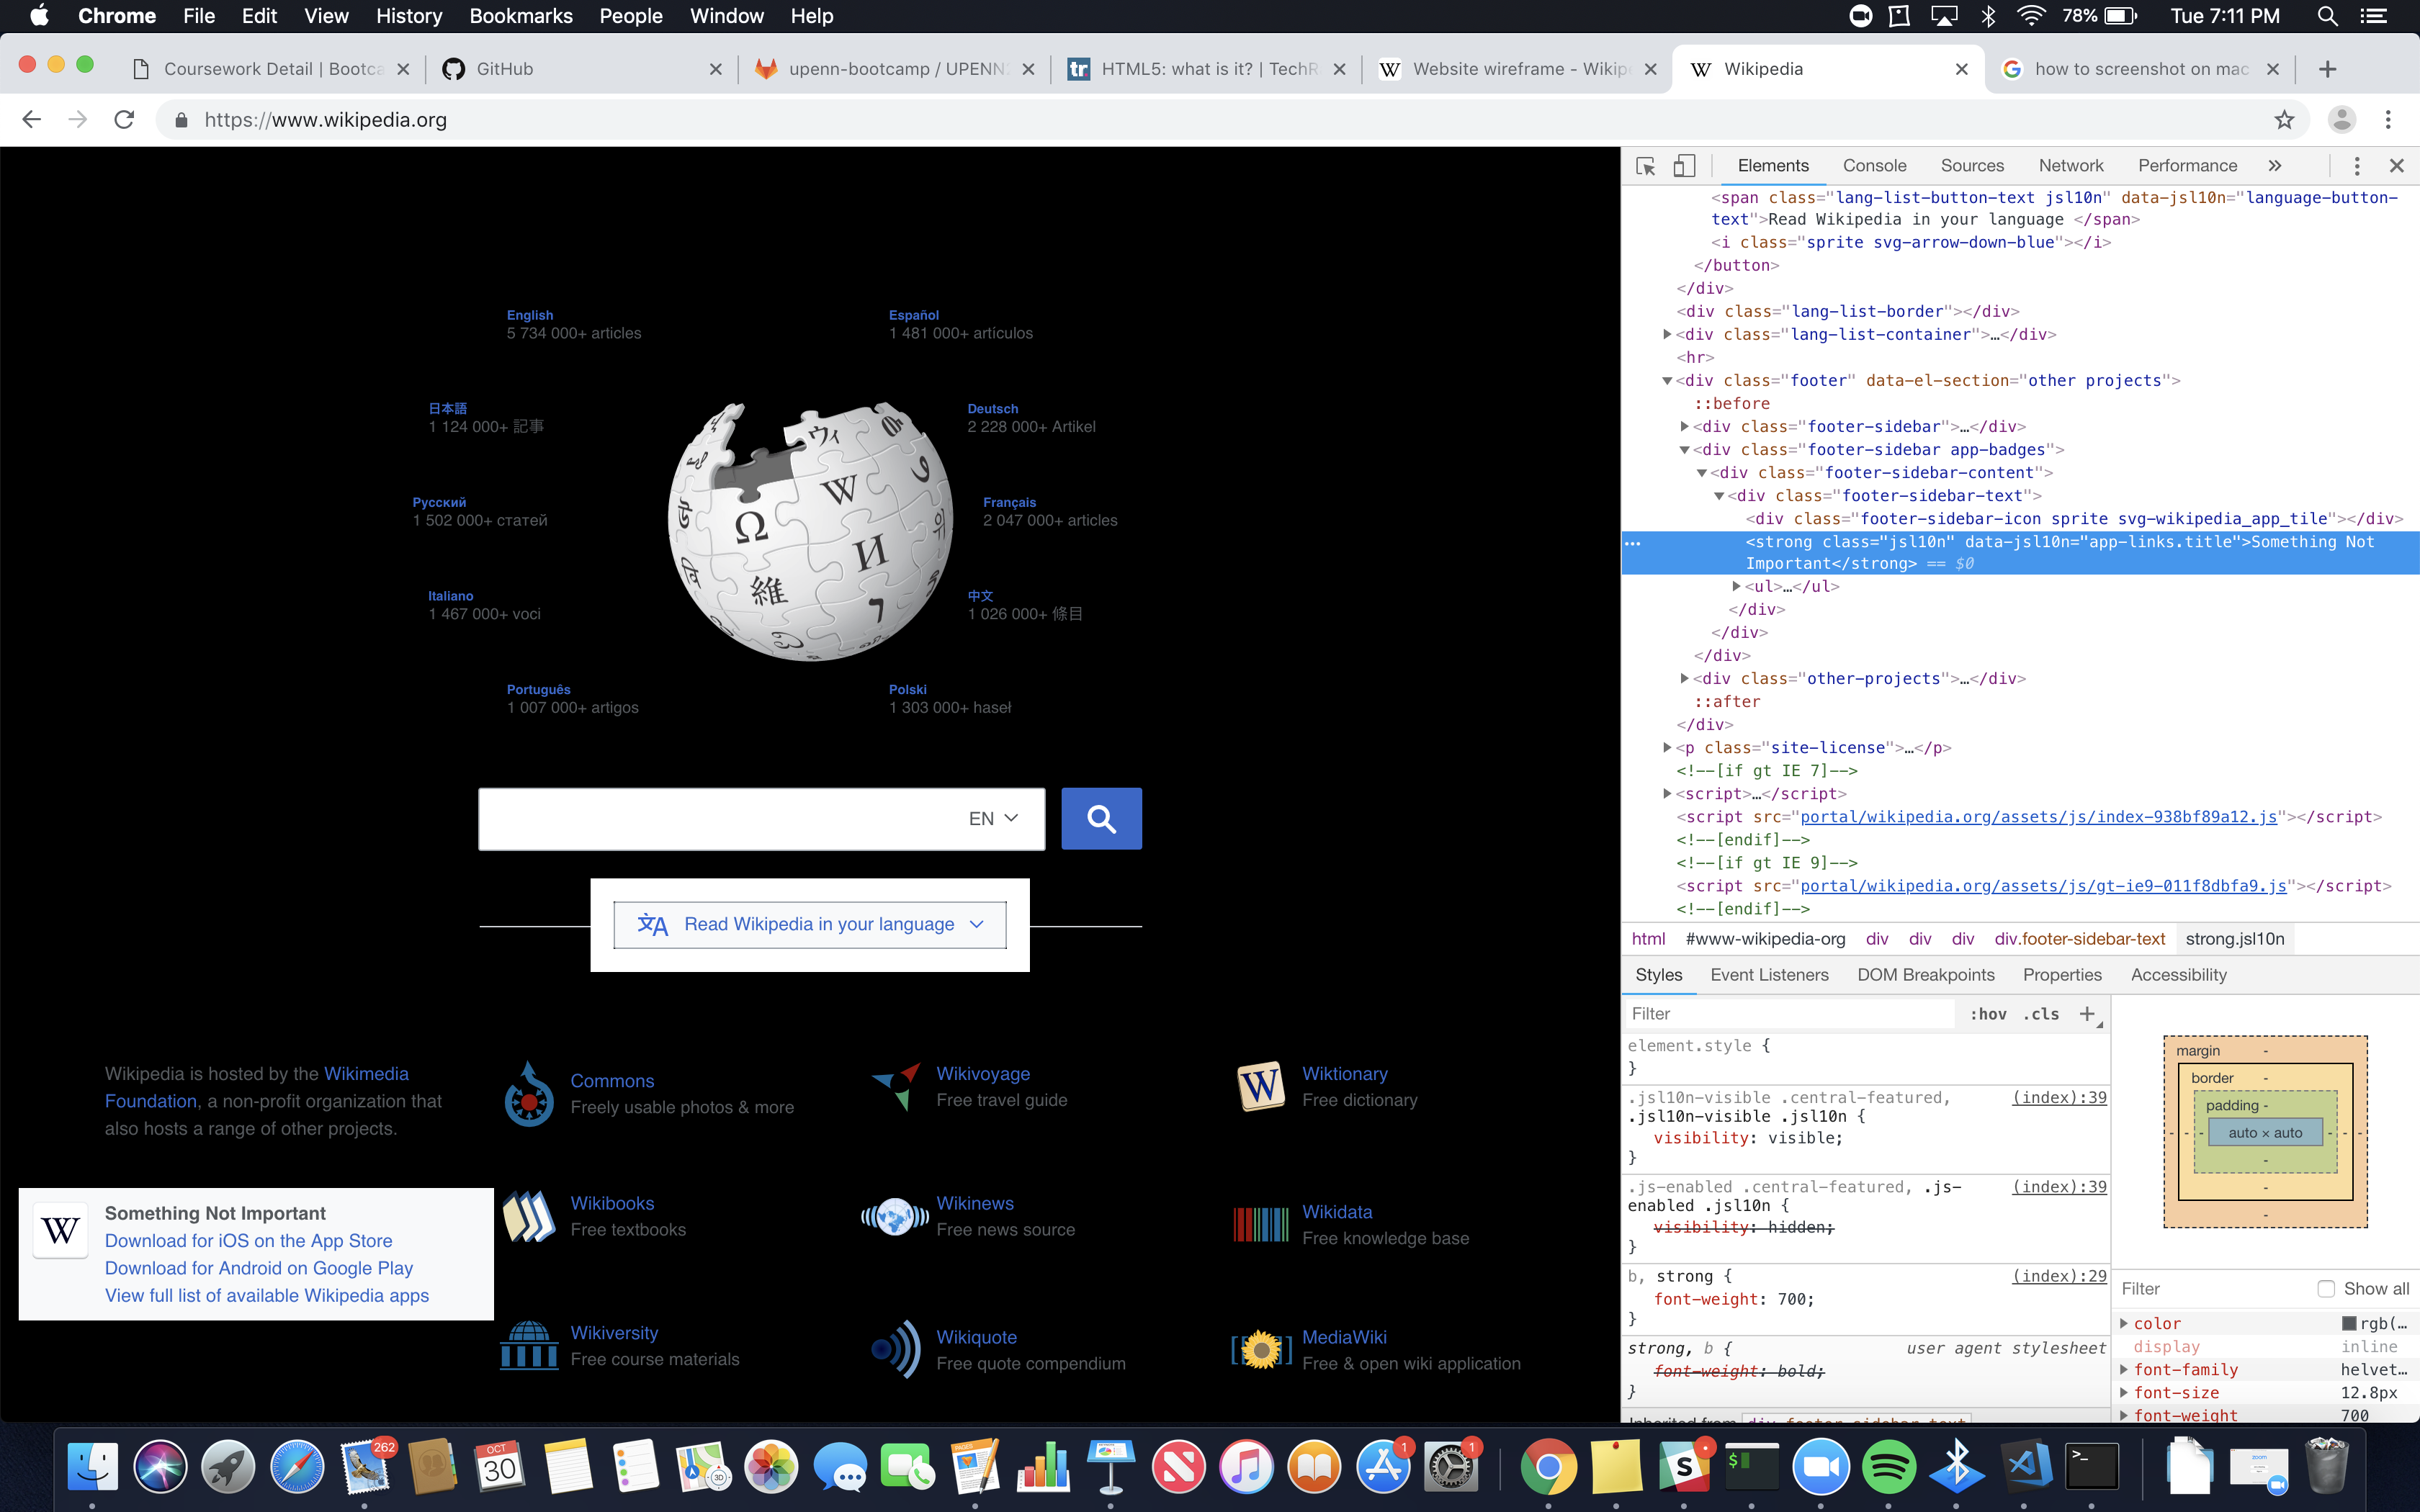 Chrome File Edit View History Bookmarks People Window Help 78% Tue 7:11 PM
Coursework Detail | Bootca GitHub upenn-bootcamp / UPENN HTML5: what is it? | TechR Website wireframe - Wikip Wikipedia how to screenshot on mac
https://www.wikipedia.org
English
5 734 000+ articles
Español
1 481 000+ artículos
日本語
1 124 000+ 記事
Deutsch
2 228 000+ Artikel
Русский
1 502 000+ статей
Français
2 047 000+ articles
Italiano
1 467 000+ voci
中文
1 026 000+ 條目
Português
1 007 000+ artigos
Polski
1 303 000+ haseł
Ω W И 維 ウィ
EN
Read Wikipedia in your language
Wikipedia is hosted by the Wikimedia
Foundation, a non-profit organization that
also hosts a range of other projects.
Commons
Freely usable photos & more
Wikivoyage
Free travel guide
W
Wiktionary
Free dictionary
W
Something Not Important
Download for iOS on the App Store
Download for Android on Google Play
View full list of available Wikipedia apps
Wikibooks
Free textbooks
Wikinews
Free news source
Wikidata
Free knowledge base
Wikiversity
Free course materials
Wikiquote
Free quote compendium
MediaWiki
Free & open wiki application
Elements Console Sources Network Performance »
<span class="lang-list-button-text jsl10n" data-jsl10n="language-button-
text">Read Wikipedia in your language </span>
<i class="sprite svg-arrow-down-blue"></i>
</button>
</div>
<div class="lang-list-border"></div>
<div class="lang-list-container">…</div>
<hr>
<div class="footer" data-el-section="other projects">
::before
<div class="footer-sidebar">…</div>
<div class="footer-sidebar app-badges">
<div class="footer-sidebar-content">
<div class="footer-sidebar-text">
<div class="footer-sidebar-icon sprite svg-wikipedia_app_tile"></div>
<strong class="jsl10n" data-jsl10n="app-links.title">Something Not
Important</strong> == $0
<ul>…</ul>
</div>
</div>
</div>
<div class="other-projects">…</div>
::after
</div>
<p class="site-license">…</p>
<!--[if gt IE 7]-->
<script>…</script>
<script src="portal/wikipedia.org/assets/js/index-938bf89a12.js"></script>
<!--[endif]-->
<!--[if gt IE 9]-->
<script src="portal/wikipedia.org/assets/js/gt-ie9-011f8dbfa9.js"></script>
<!--[endif]-->
html #www-wikipedia-org div div div div.footer-sidebar-text strong.jsl10n
Styles Event Listeners DOM Breakpoints Properties Accessibility
Filter :hov .cls +
element.style {
}
.jsl10n-visible .central-featured, (index):39
.jsl10n-visible .jsl10n {
visibility: visible;
}
.js-enabled .central-featured, .js- (index):39
enabled .jsl10n {
visibility: hidden;
}
b, strong { (index):29
font-weight: 700;
}
strong, b { user agent stylesheet
font-weight: bold;
}
Inherited from div.footer-sidebar-text
margin -
border -
padding -
auto × auto
Filter Show all
color rgb(…
display inline
font-family helvet…
font-size 12.8px
font-weight 700
262
OCT
30
3D
PAGES
1
1
S
$
>_
zoom